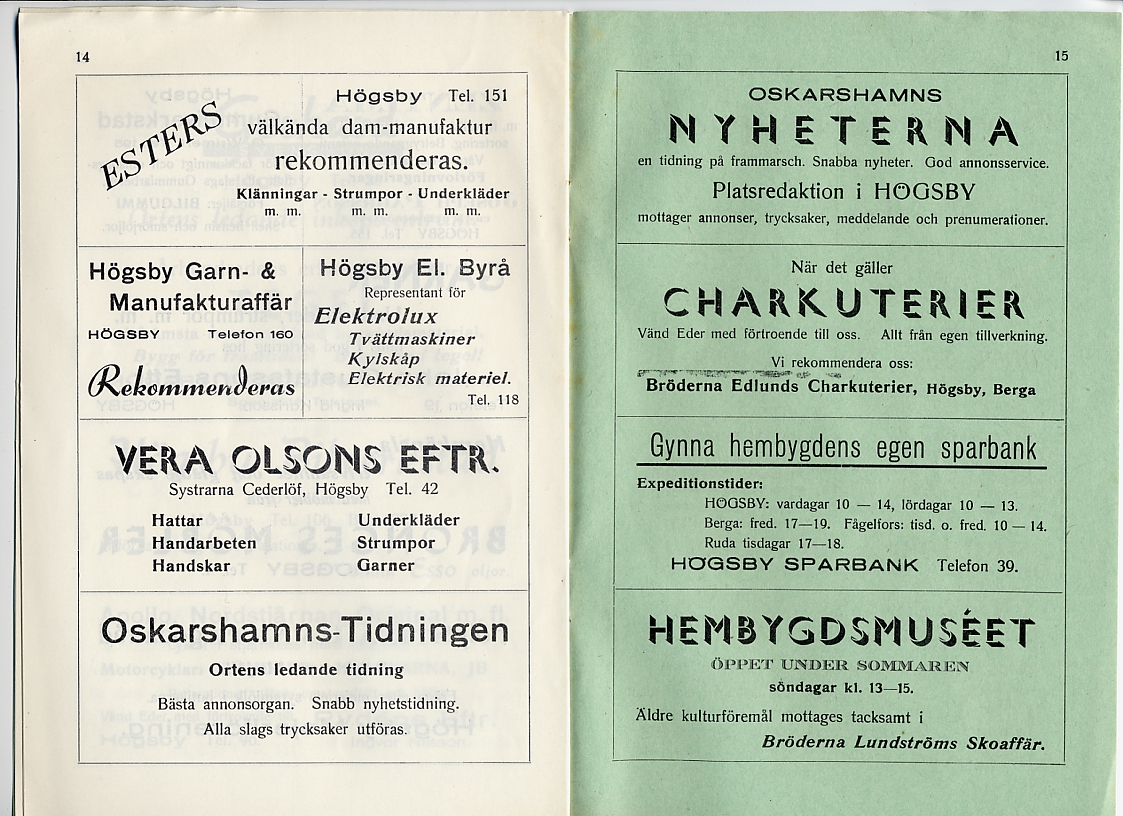 14
ESTERS
Högsby Tel. 151
välkända dam-manufaktur
rekommenderas.
Klänningar - Strumpor - Underkläder
m. m. m. m. m. m.
Högsby Garn- &
Manufakturaffär
HÖGSBY Telefon 160
Rekommenderas
Högsby El. Byrå
Representant för
Elektrolux
Tvättmaskiner
Kylskåp
Elektrisk materiel.
Tel. 118
VERA OLSONS EFTR.
Systrarna Cederlöf, Högsby Tel. 42
Hattar Underkläder
Handarbeten Strumpor
Handskar Garner
Oskarshamns-Tidningen
Ortens ledande tidning
Bästa annonsorgan. Snabb nyhetstidning.
Alla slags trycksaker utföras.
15
OSKARSHAMNS
NYHETERNA
en tidning på frammarsch. Snabba nyheter. God annonsservice.
Platsredaktion i HÖGSBY
mottager annonser, trycksaker, meddelande och prenumerationer.
När det gäller
CHARKUTERIER
Vänd Eder med förtroende till oss. Allt från egen tillverkning.
Vi rekommendera oss:
Bröderna Edlunds Charkuterier, Högsby, Berga
Gynna hembygdens egen sparbank
Expeditionstider:
HÖGSBY: vardagar 10 — 14, lördagar 10 — 13.
Berga: fred. 17—19. Fågelfors: tisd. o. fred. 10 — 14.
Ruda tisdagar 17—18.
HÖGSBY SPARBANK Telefon 39.
HEMBYGDSMUSÉET
ÖPPET UNDER SOMMAREN
söndagar kl. 13—15.
Äldre kulturföremål mottages tacksamt i
Bröderna Lundströms Skoaffär.